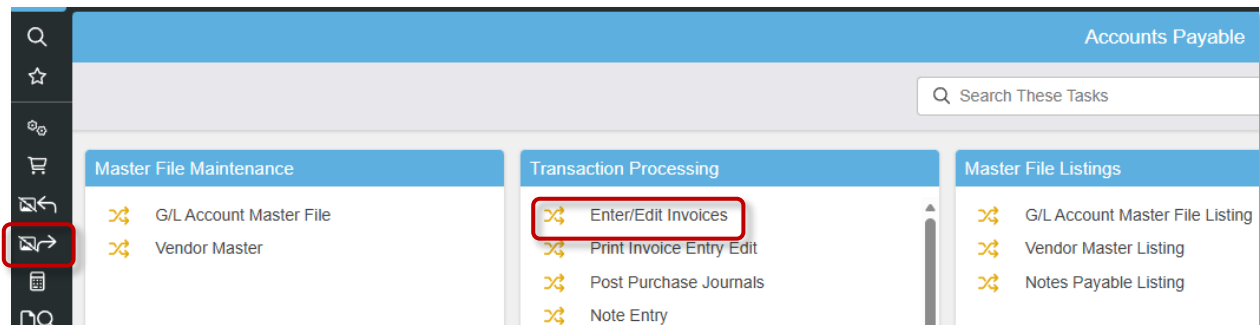 Accounts Payable
Search These Tasks
Master File Maintenance
G/L Account Master File
Vendor Master
Transaction Processing
Enter/Edit Invoices
Print Invoice Entry Edit
Post Purchase Journals
Note Entry
Master File Listings
G/L Account Master File Listing
Vendor Master Listing
Notes Payable Listing